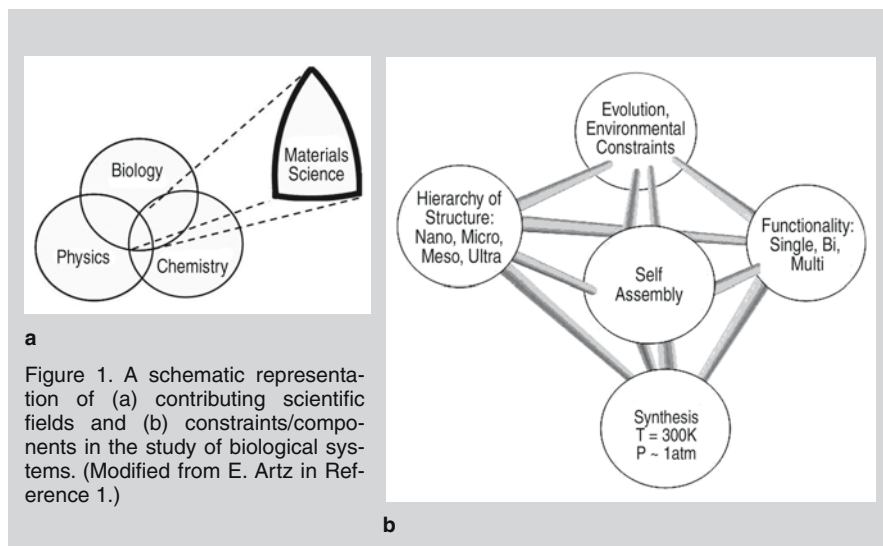 Biology
Physics
Chemistry
Materials
Science
a
Figure 1. A schematic representa-
tion of (a) contributing scientific
fields and (b) constraints/compo-
nents in the study of biological sys-
tems. (Modified from E. Artz in Ref-
erence 1.)
Evolution,
Environmental
Constraints
Hierarchy of
Structure:
Nano, Micro,
Meso, Ultra
Functionality:
Single, Bi,
Multi
Self
Assembly
Synthesis
T = 300K
P ~ 1atm
b